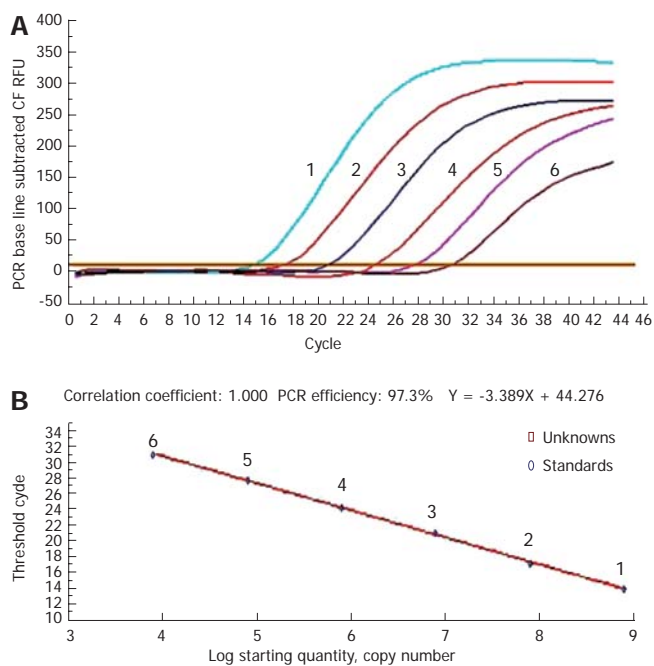 A
PCR base line subtracted CF RFU
400
350
300
250
200
150
100
50
0
-50
1 2 3 4 5 6
0 2 4 6 8 10 12 14 16 18 20 22 24 26 28 30 32 34 36 38 40 42 44 46
Cycle
B
Correlation coefficient: 1.000 PCR efficiency: 97.3% Y = -3.389X + 44.276
Threshold cyde
34
32
30
28
26
24
22
20
18
16
14
12
10
6 5 4 3 2 1
Unknowns
Standards
3 4 5 6 7 8 9
Log starting quantity, copy number